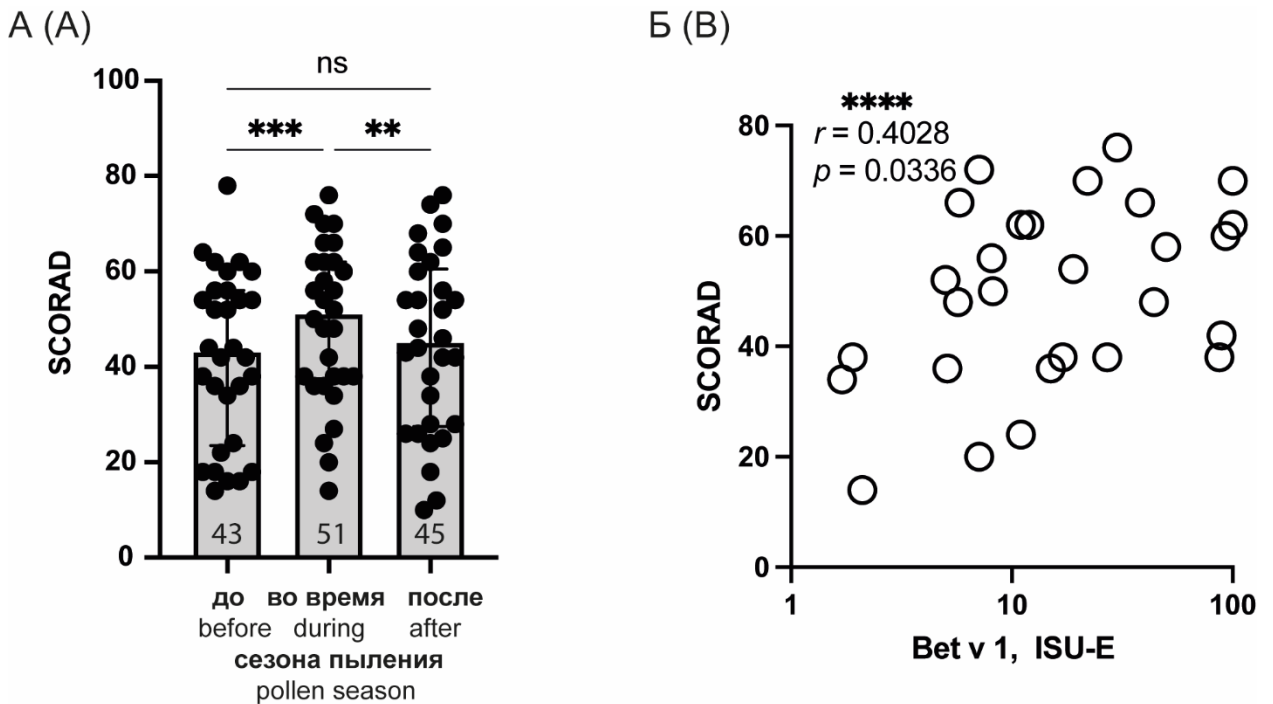 А (A)
ns
***
**
100
80
60
40
20
0
SCORAD
43
51
45
до
во время
после
before
during
after
сезона пыления
pollen season
Б (B)
****
r = 0.4028
p = 0.0336
80
60
40
20
0
SCORAD
1
10
100
Bet v 1, ISU-E